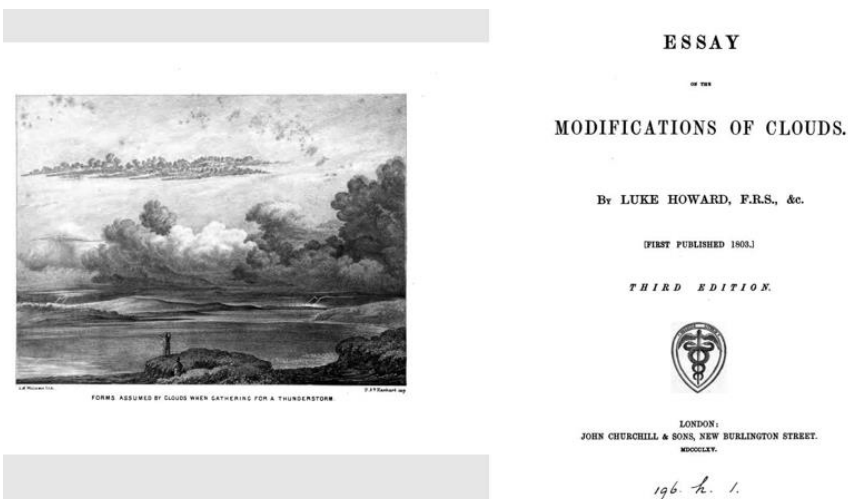 FORMS ASSUMED BY CLOUDS WHEN GATHERING FOR A THUNDERSTORM.
ESSAY
ON THE
MODIFICATIONS OF CLOUDS.
By LUKE HOWARD, F.R.S., &c.
[FIRST PUBLISHED 1803.]
THIRD EDITION.
LONDON:
JOHN CHURCHILL & SONS, NEW BURLINGTON STREET.
MDCCCLXV.
196. h. 1.